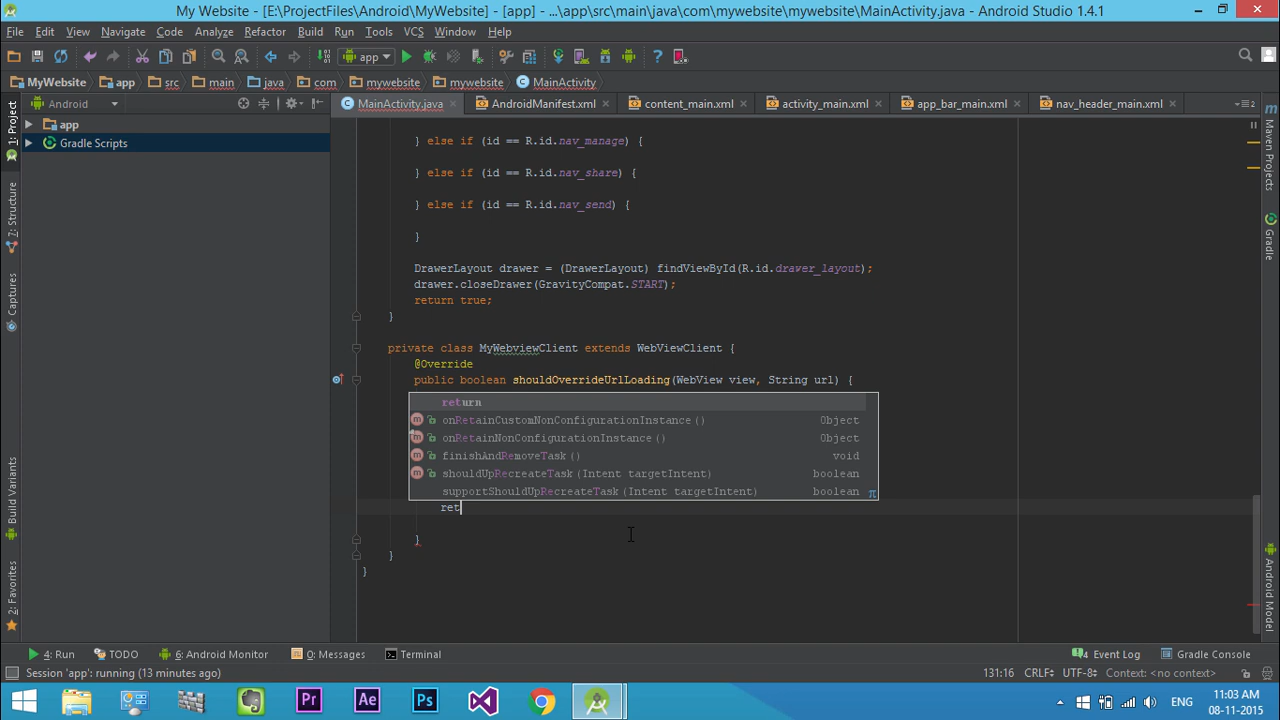 My Website - [E:\ProjectFiles\Android\MyWebsite] - [app] - ...\app\src\main\java\com\mywebsite\mywebsite\MainActivity.java - Android Studio 1.4.1
File Edit View Navigate Code Analyze Refactor Build Run Tools VCS Window Help
app
MyWebsite app src main java com mywebsite mywebsite MainActivity
1: Project
7: Structure
Captures
Build Variants
2: Favorites
Android
app
Gradle Scripts
MainActivity.java AndroidManifest.xml content_main.xml activity_main.xml app_bar_main.xml nav_header_main.xml
} else if (id == R.id.nav_manage) {
} else if (id == R.id.nav_share) {
} else if (id == R.id.nav_send) {
}
DrawerLayout drawer = (DrawerLayout) findViewById(R.id.drawer_layout);
drawer.closeDrawer(GravityCompat.START);
return true;
}
private class MyWebviewClient extends WebViewClient {
@Override
public boolean shouldOverrideUrlLoading(WebView view, String url) {
return
onRetainCustomNonConfigurationInstance() Object
onRetainNonConfigurationInstance() Object
finishAndRemoveTask() void
shouldUpRecreateTask(Intent targetIntent) boolean
supportShouldUpRecreateTask(Intent targetIntent) boolean π
ret
}
}
}
Maven Projects
Gradle
Android Model
4: Run TODO 6: Android Monitor 0: Messages Terminal 4 Event Log Gradle Console
Session 'app': running (13 minutes ago) 131:16 CRLF UTF-8 Context: <no context>
Pr Ae Ps ENG
11:03 AM
08-11-2015